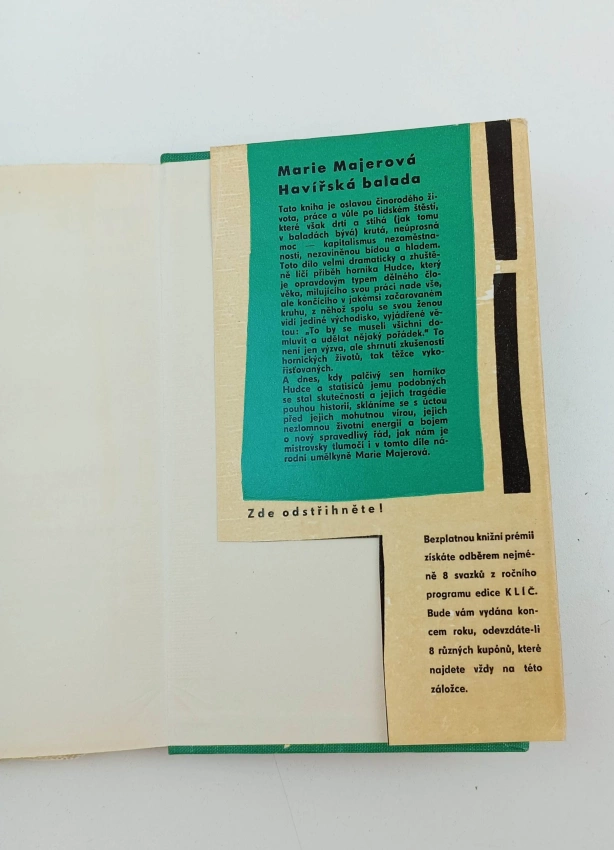 Marie Majerová
Havířská balada
Tato kniha je oslavou činorodého ži-
vota, práce a vůle po lidském štěstí,
které však drtí a stíhá (jak tomu
v baladách bývá) krutá, neúprosná
moc — kapitalismus nezaměstna-
ností, nezaviněnou bídou a hladem.
Toto dílo velmi dramaticky a zhuště-
ně líčí příběh horníka Hudce, který
je opravdovým typem dělného člo-
věka, milujícího svou práci nade vše,
ale končícího v jakémsi začarovaném
kruhu, z něhož spolu se svou ženou
vidí jediné východisko, vyjádřené vě-
tou: „To by se museli všichni do-
mluvit a udělat nějaký pořádek.“ To
není jen výzva, ale shrnutí zkušeností
hornických životů, tak těžce vyko-
řisťovaných.
A dnes, kdy palčivý sen horníka
Hudce a statisíců jemu podobných
se stal skutečností a jejich tragédie
pouhou historií, skláníme se s úctou
před jejich mohutnou vírou, jejich
nezlomnou životní energií a bojem
o nový spravedlivý řád, jak nám je
mistrovsky tlumočí i v tomto díle ná-
rodní umělkyně Marie Majerová.
Zde odstřihněte!
Bezplatnou knižní prémii
získáte odběrem nejmé-
ně 8 svazků z ročního
programu edice KLÍČ.
Bude vám vydána kon-
cem roku, odevzdáte-li
8 různých kupónů, které
najdete vždy na této
záložce.